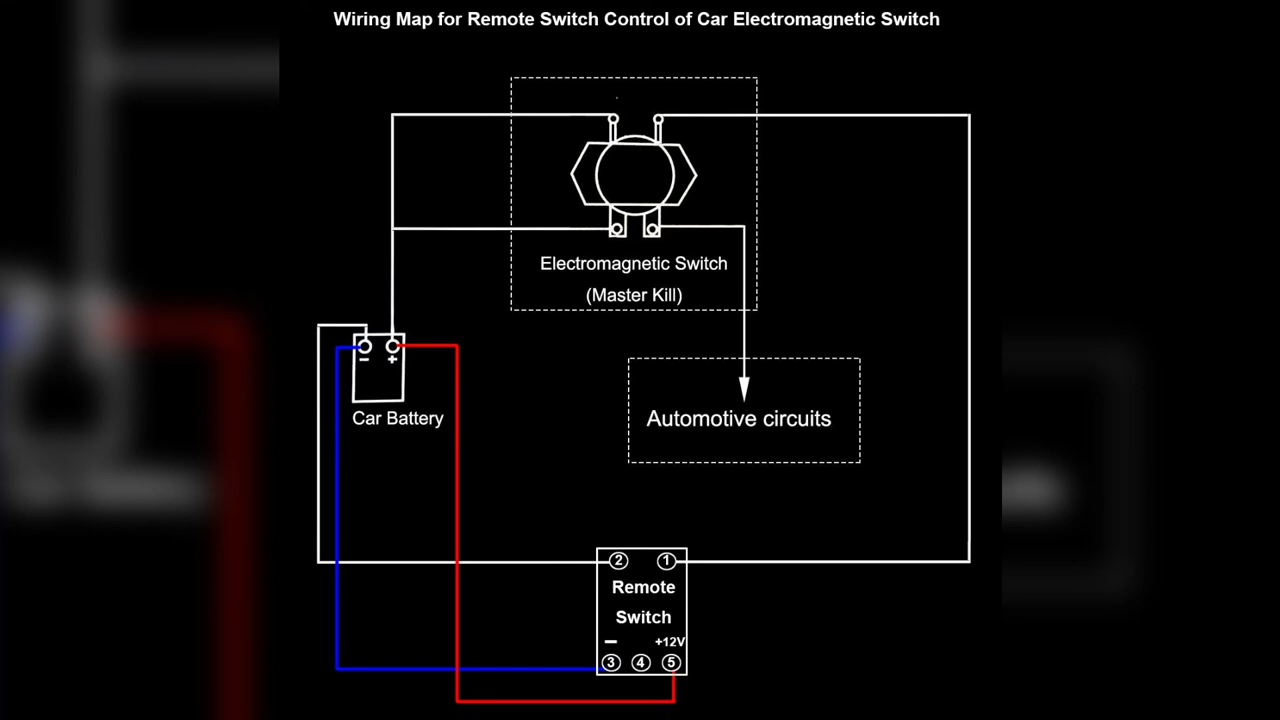 Wiring Map for Remote Switch Control of Car Electromagnetic Switch
Electromagnetic Switch
(Master Kill)
− +
Car Battery
Automotive circuits
2 1
Remote
Switch
− +12V
3 4 5